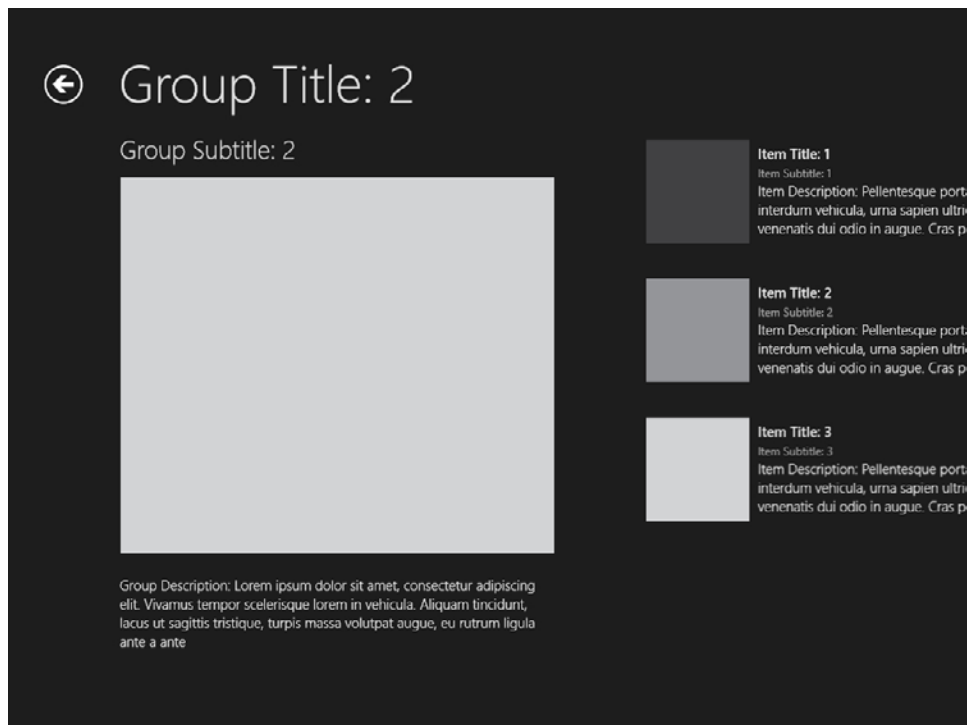 Group Title: 2
Group Subtitle: 2
Group Description: Lorem ipsum dolor sit amet, consectetur adipiscing
elit. Vivamus tempor scelerisque lorem in vehicula. Aliquam tincidunt,
lacus ut sagittis tristique, turpis massa volutpat augue, eu rutrum ligula
ante a ante
Item Title: 1
Item Subtitle: 1
Item Description: Pellentesque porta
interdum vehicula, urna sapien ultri
venenatis dui odio in augue. Cras p
Item Title: 2
Item Subtitle: 2
Item Description: Pellentesque porta
interdum vehicula, urna sapien ultri
venenatis dui odio in augue. Cras p
Item Title: 3
Item Subtitle: 3
Item Description: Pellentesque porta
interdum vehicula, urna sapien ultri
venenatis dui odio in augue. Cras p